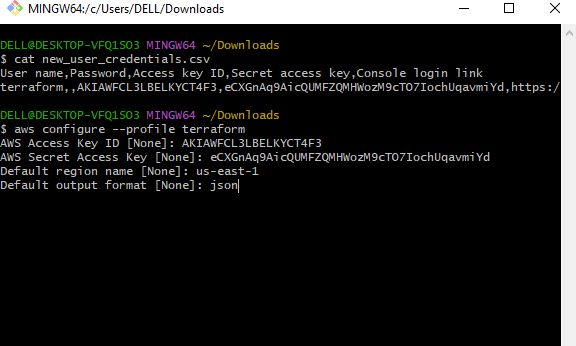 MINGW64:/c/Users/DELL/Downloads
DELL@DESKTOP-VFQ1SO3 MINGW64 ~/Downloads
$ cat new_user_credentials.csv
User name,Password,Access key ID,Secret access key,Console login link
terraform,,AKIAWFCL3LBELKYCT4F3,eCXGnAq9AicQUMFZQMHWozM9cTO7IochUqavmiYd,https:/
DELL@DESKTOP-VFQ1SO3 MINGW64 ~/Downloads
$ aws configure --profile terraform
AWS Access Key ID [None]: AKIAWFCL3LBELKYCT4F3
AWS Secret Access Key [None]: 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
Default region name [None]: us-east-1
Default output format [None]: json